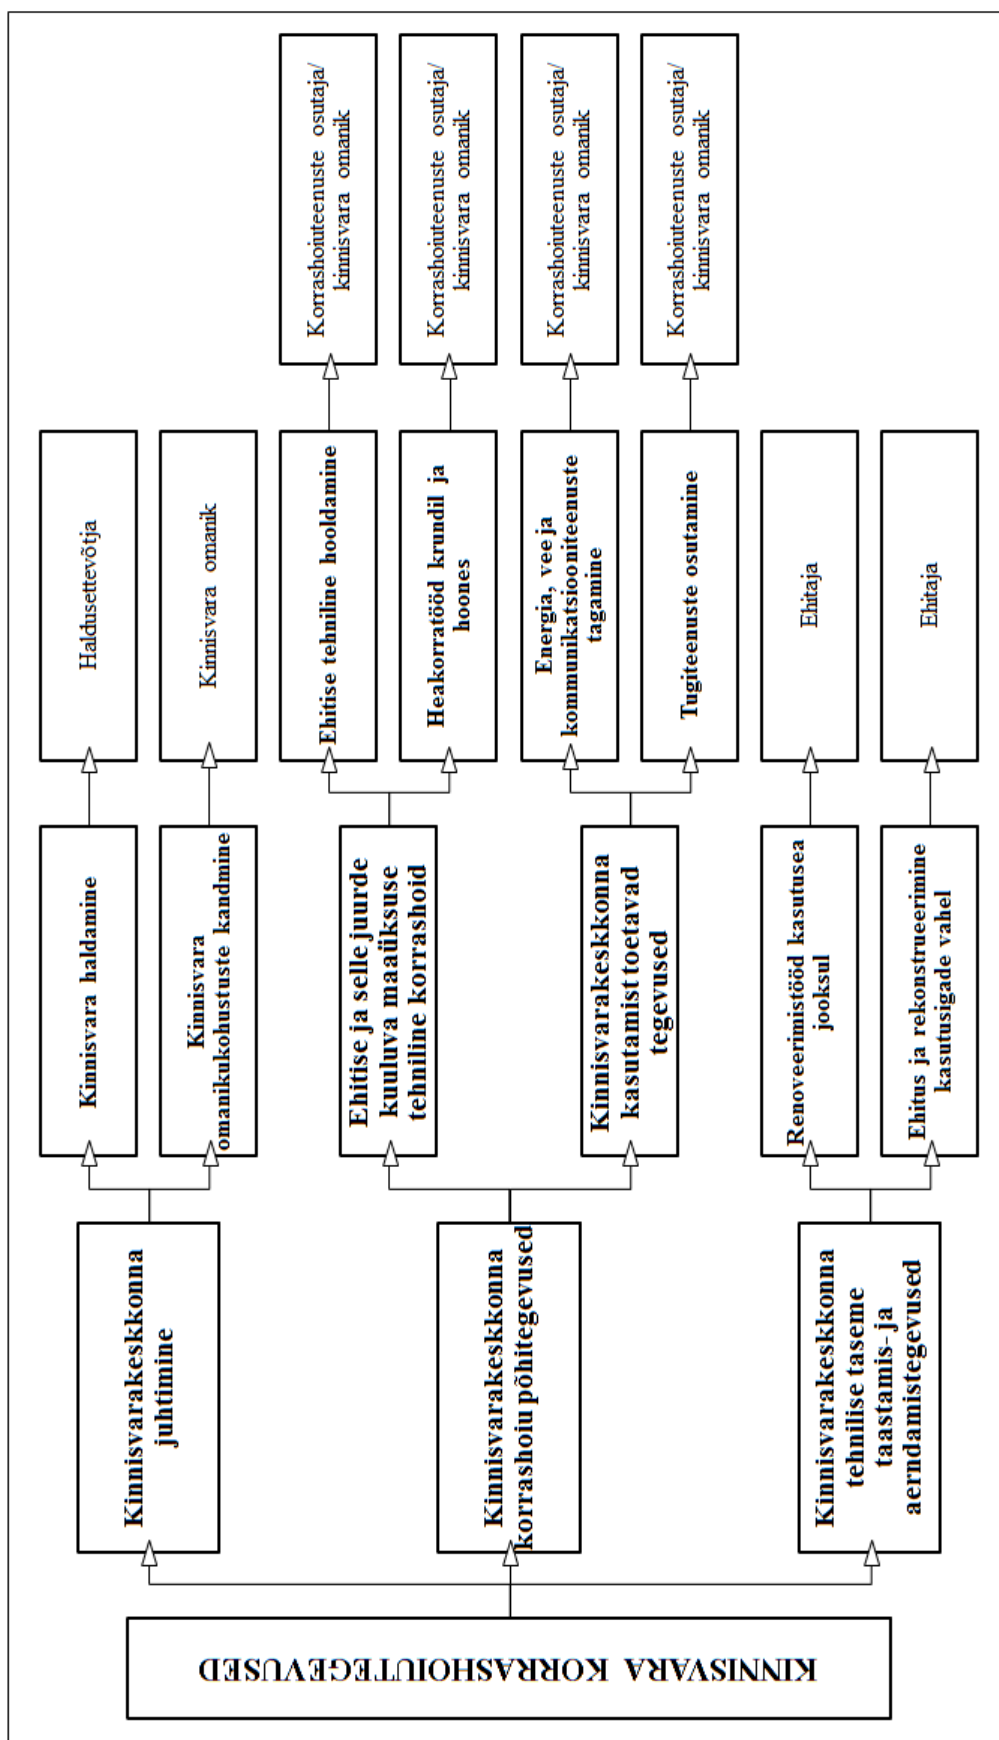 KINNISVARA KORRASHOIUTEGEVUSED
Kinnisvarakeskkonna
juhtimine
Kinnisvara haldamine
Haldusettevõtja
Kinnisvara
omanikukohustuste kandmine
Kinnisvara omanik
Kinnisvarakeskkonna
korrashoiu põhitegevused
Ehitise ja selle juurde
kuuluva maaüksuse
tehniline korrashoid
Ehitise tehniline hooldamine
Korrashoiuteenuste osutaja/
kinnisvara omanik
Heakorratööd krundil ja
hoones
Korrashoiuteenuste osutaja/
kinnisvara omanik
Kinnisvarakeskkonna
kasutamist toetavad
tegevused
Energia, vee ja
kommunikatsiooniteenuste
tagamine
Korrashoiuteenuste osutaja/
kinnisvara omanik
Tugiteenuste osutamine
Korrashoiuteenuste osutaja/
kinnisvara omanik
Kinnisvarakeskkonna
tehnilise taseme
taastamis- ja
aerndamistegevused
Renoveerimistööd kasutusea
jooksul
Ehitaja
Ehitus ja rekonstrueerimine
kasutusigade vahel
Ehitaja